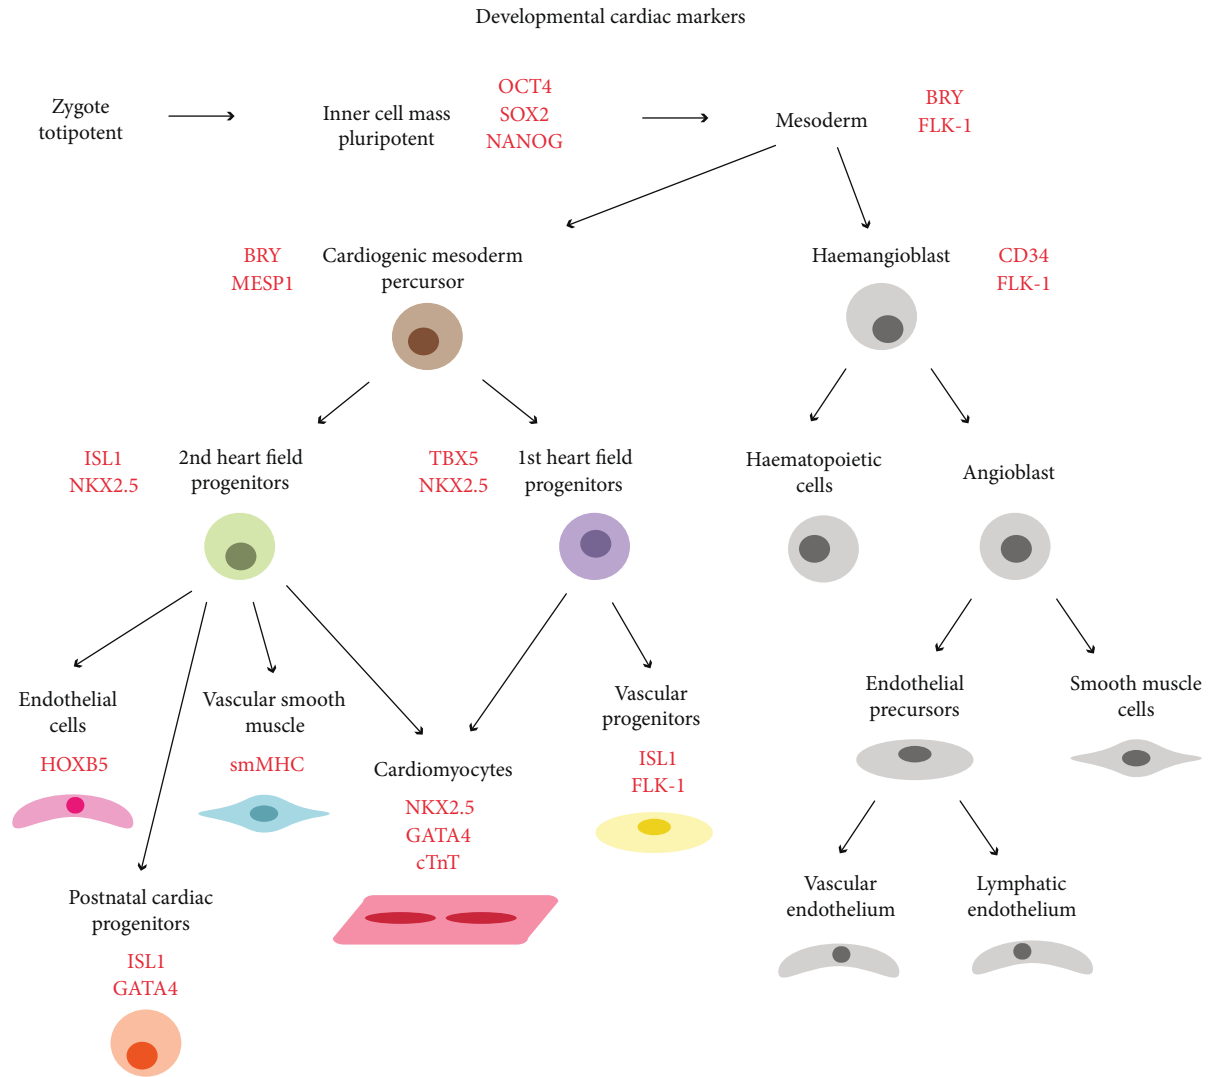 Developmental cardiac markers
Zygote
totipotent
Inner cell mass
pluripotent
OCT4
SOX2
NANOG
Mesoderm
BRY
FLK-1
BRY
MESP1
Cardiogenic mesoderm
percursor
Haemangioblast
CD34
FLK-1
ISL1
NKX2.5
2nd heart field
progenitors
TBX5
NKX2.5
1st heart field
progenitors
Haematopoietic
cells
Angioblast
Endothelial
cells
HOXB5
Vascular smooth
muscle
smMHC
Cardiomyocytes
NKX2.5
GATA4
cTnT
Vascular
progenitors
ISL1
FLK-1
Endothelial
precursors
Smooth muscle
cells
Postnatal cardiac
progenitors
ISL1
GATA4
Vascular
endothelium
Lymphatic
endothelium